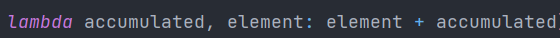 lambda accumulated, element: element + accumulated